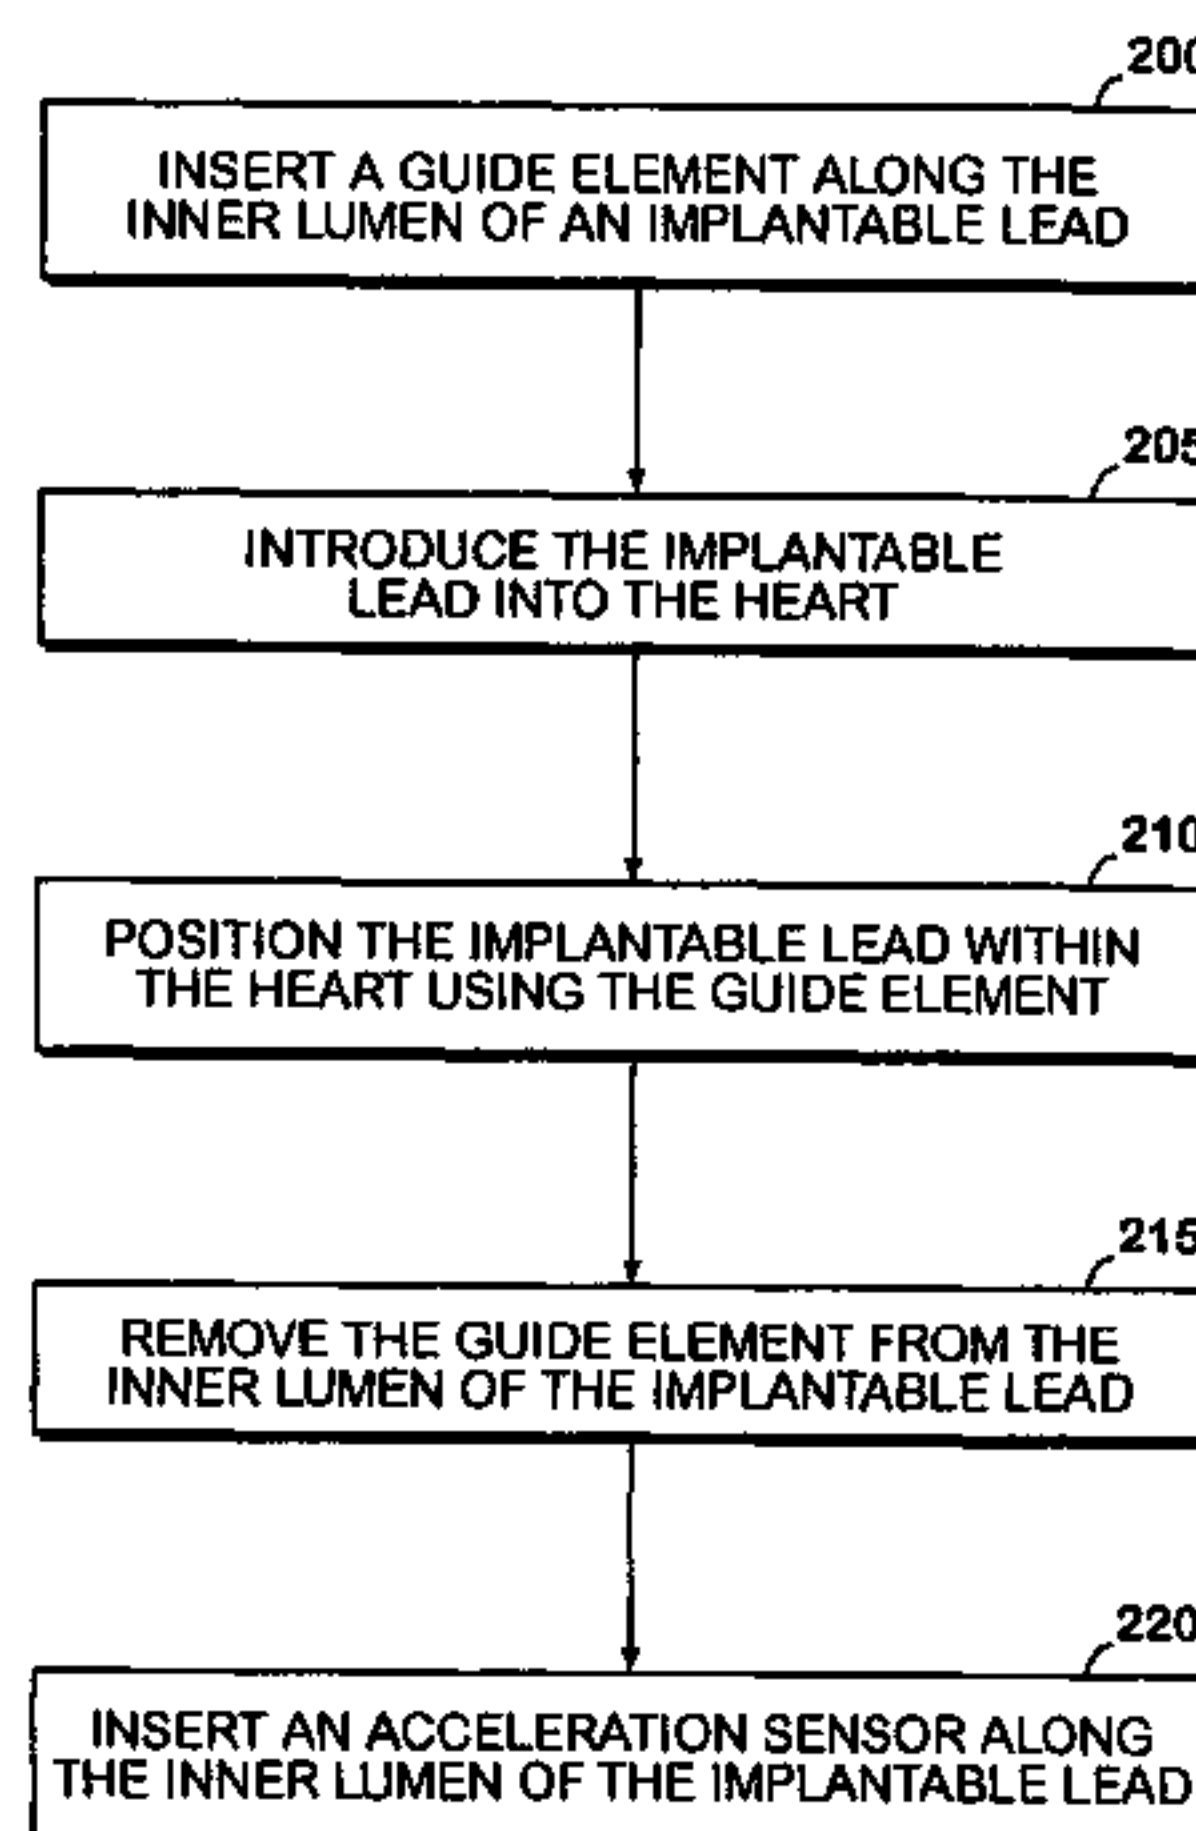 200
INSERT A GUIDE ELEMENT ALONG THE
INNER LUMEN OF AN IMPLANTABLE LEAD
205
INTRODUCE THE IMPLANTABLE
LEAD INTO THE HEART
210
POSITION THE IMPLANTABLE LEAD WITHIN
THE HEART USING THE GUIDE ELEMENT
215
REMOVE THE GUIDE ELEMENT FROM THE
INNER LUMEN OF THE IMPLANTABLE LEAD
220
INSERT AN ACCELERATION SENSOR ALONG
THE INNER LUMEN OF THE IMPLANTABLE LEAD